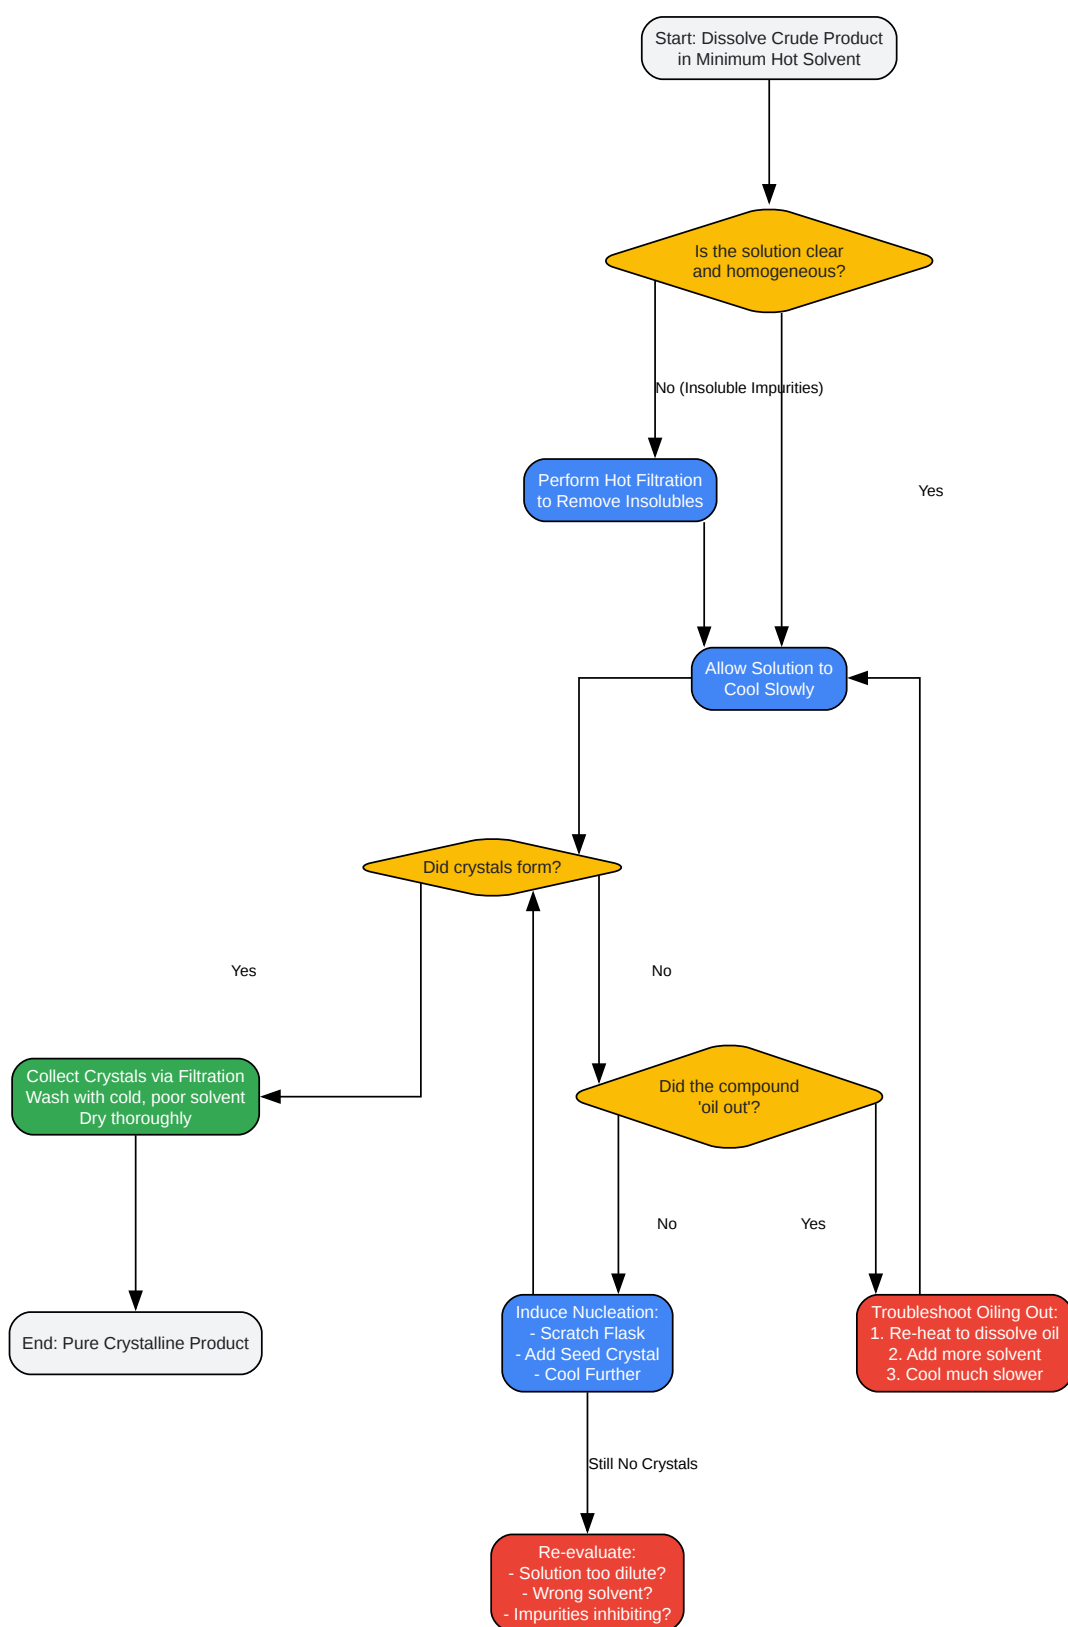 Start: Dissolve Crude Product
in Minimum Hot Solvent
Is the solution clear
and homogeneous?
No (Insoluble Impurities)
Perform Hot Filtration
to Remove Insolubles
Yes
Allow Solution to
Cool Slowly
Did crystals form?
Yes
No
Collect Crystals via Filtration
Wash with cold, poor solvent
Dry thoroughly
Did the compound
'oil out'?
No
Yes
End: Pure Crystalline Product
Induce Nucleation:
- Scratch Flask
- Add Seed Crystal
- Cool Further
Troubleshoot Oiling Out:
1. Re-heat to dissolve oil
2. Add more solvent
3. Cool much slower
Still No Crystals
Re-evaluate:
- Solution too dilute?
- Wrong solvent?
- Impurities inhibiting?